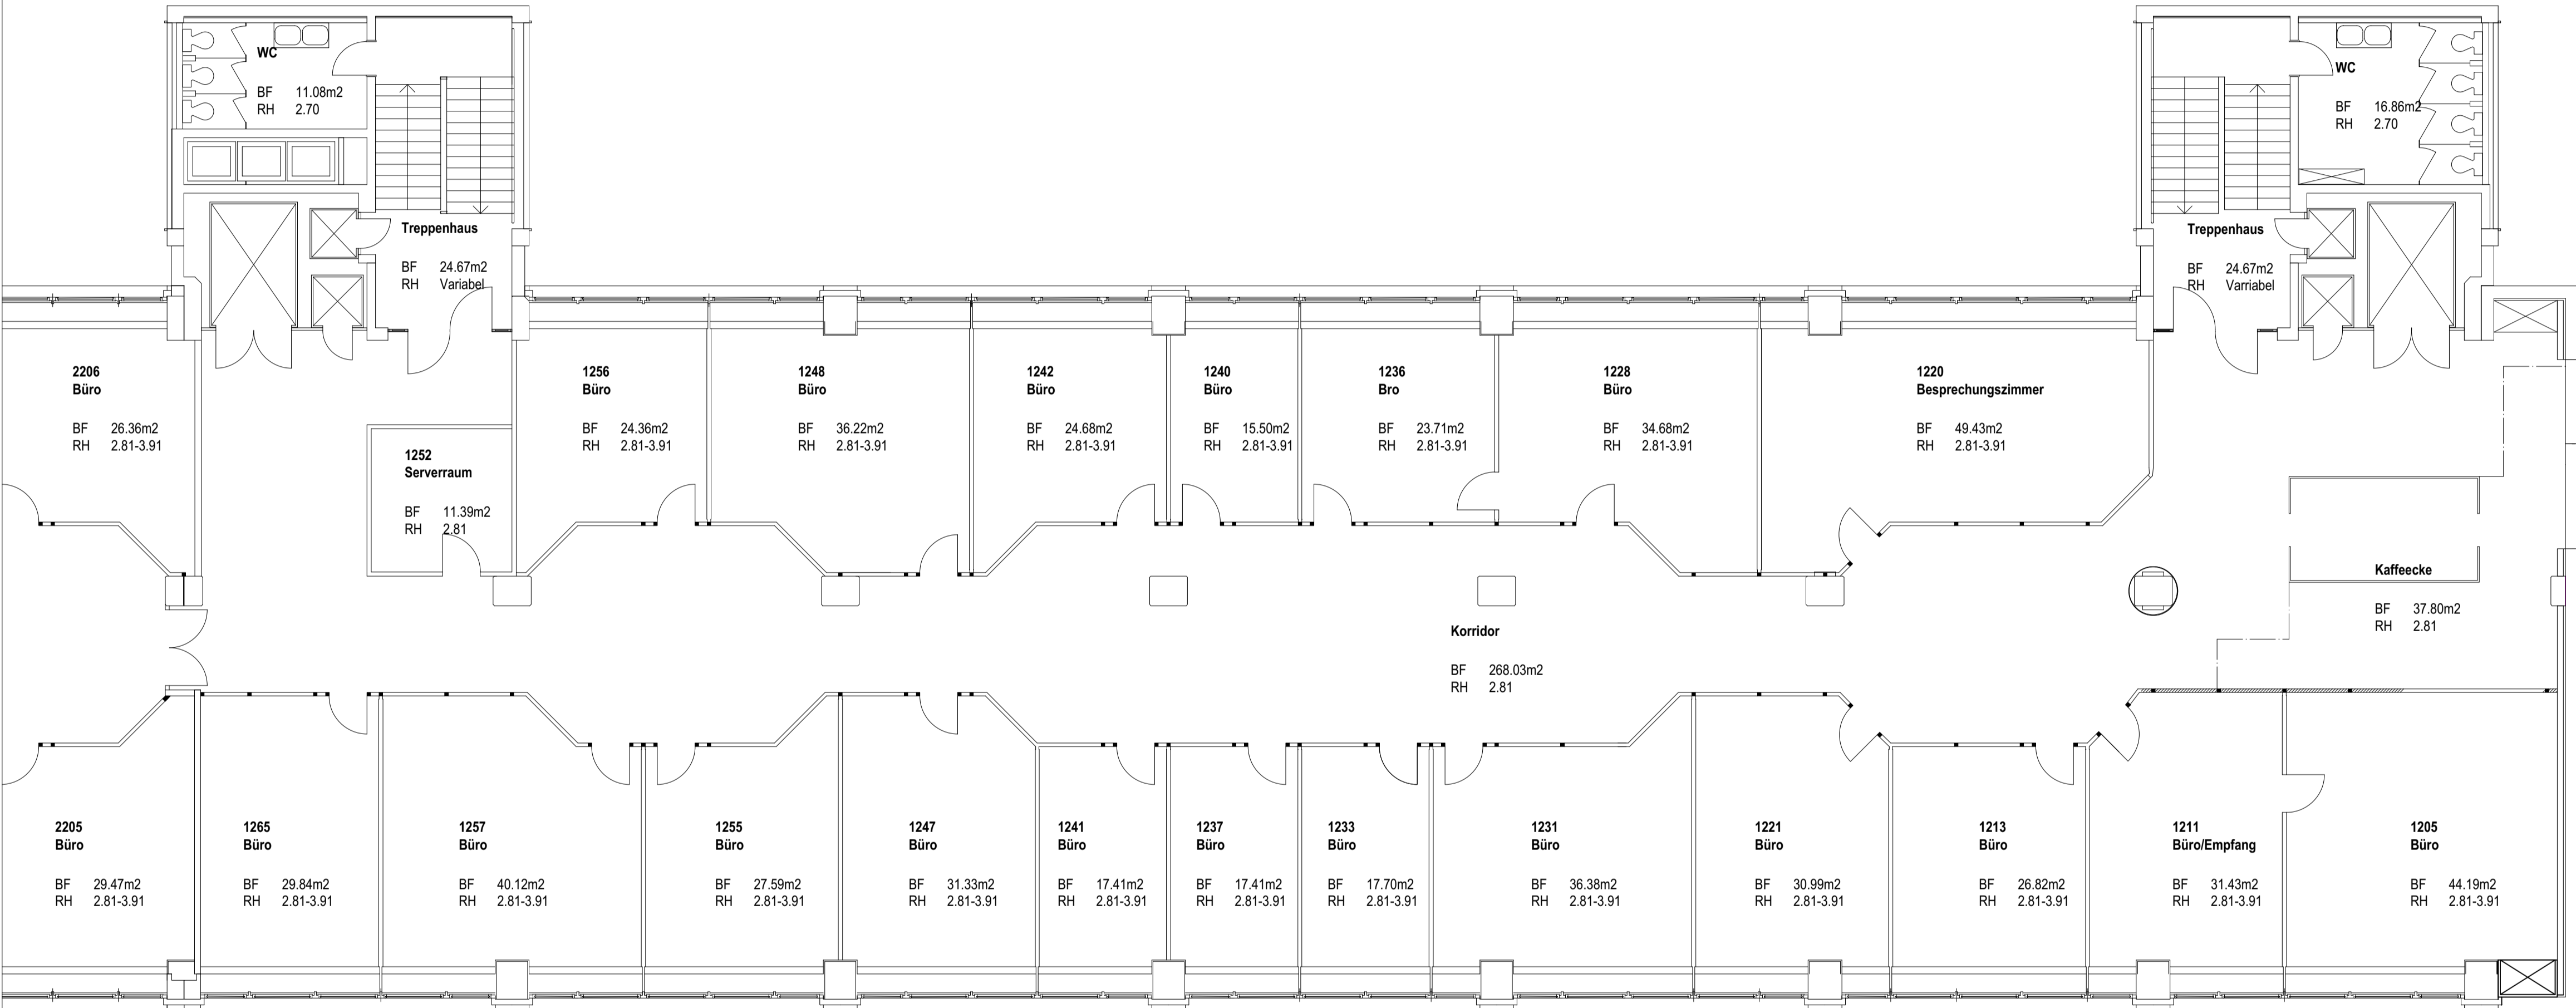 WC
BF 11.08m2
RH 2.70
WC
BF 16.86m2
RH 2.70
Treppenhaus
BF 24.67m2
RH Variabel
Treppenhaus
BF 24.67m2
RH Varriabel
2206
Büro
BF 26.36m2
RH 2.81-3.91
1252
Serverraum
BF 11.39m2
RH 2.81
1256
Büro
BF 24.36m2
RH 2.81-3.91
1248
Büro
BF 36.22m2
RH 2.81-3.91
1242
Büro
BF 24.68m2
RH 2.81-3.91
1240
Büro
BF 15.50m2
RH 2.81-3.91
1236
Bro
BF 23.71m2
RH 2.81-3.91
1228
Büro
BF 34.68m2
RH 2.81-3.91
1220
Besprechungszimmer
BF 49.43m2
RH 2.81-3.91
Kaffeecke
BF 37.80m2
RH 2.81
Korridor
BF 268.03m2
RH 2.81
2205
Büro
BF 29.47m2
RH 2.81-3.91
1265
Büro
BF 29.84m2
RH 2.81-3.91
1257
Büro
BF 40.12m2
RH 2.81-3.91
1255
Büro
BF 27.59m2
RH 2.81-3.91
1247
Büro
BF 31.33m2
RH 2.81-3.91
1241
Büro
BF 17.41m2
RH 2.81-3.91
1237
Büro
BF 17.41m2
RH 2.81-3.91
1233
Büro
BF 17.70m2
RH 2.81-3.91
1231
Büro
BF 36.38m2
RH 2.81-3.91
1221
Büro
BF 30.99m2
RH 2.81-3.91
1213
Büro
BF 26.82m2
RH 2.81-3.91
1211
Büro/Empfang
BF 31.43m2
RH 2.81-3.91
1205
Büro
BF 44.19m2
RH 2.81-3.91